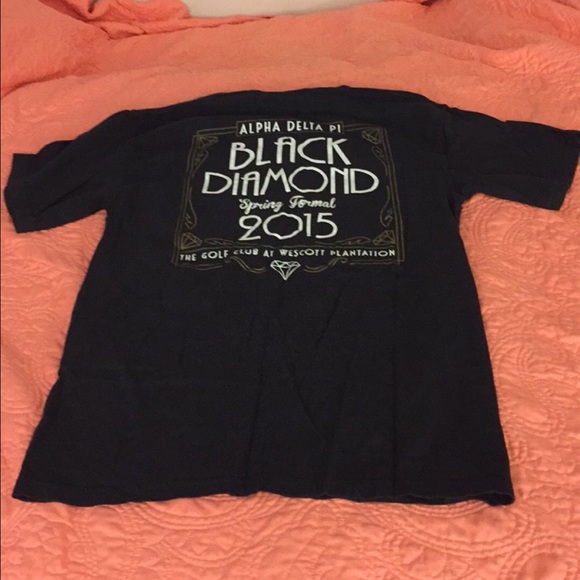 ALPHA DELTA PI
BLACK
DIAMOND
Spring Formal
2015
THE GOLF CLUB AT WESCOTT PLANTATION